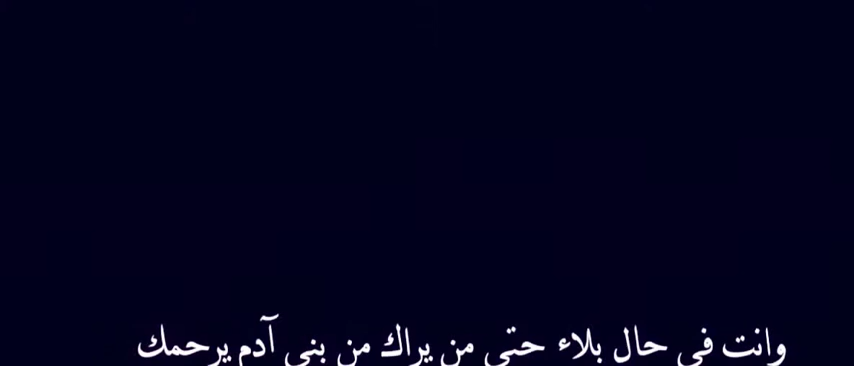 وانت في حال بلاء حتى من يراك من بني آدم يرحمك